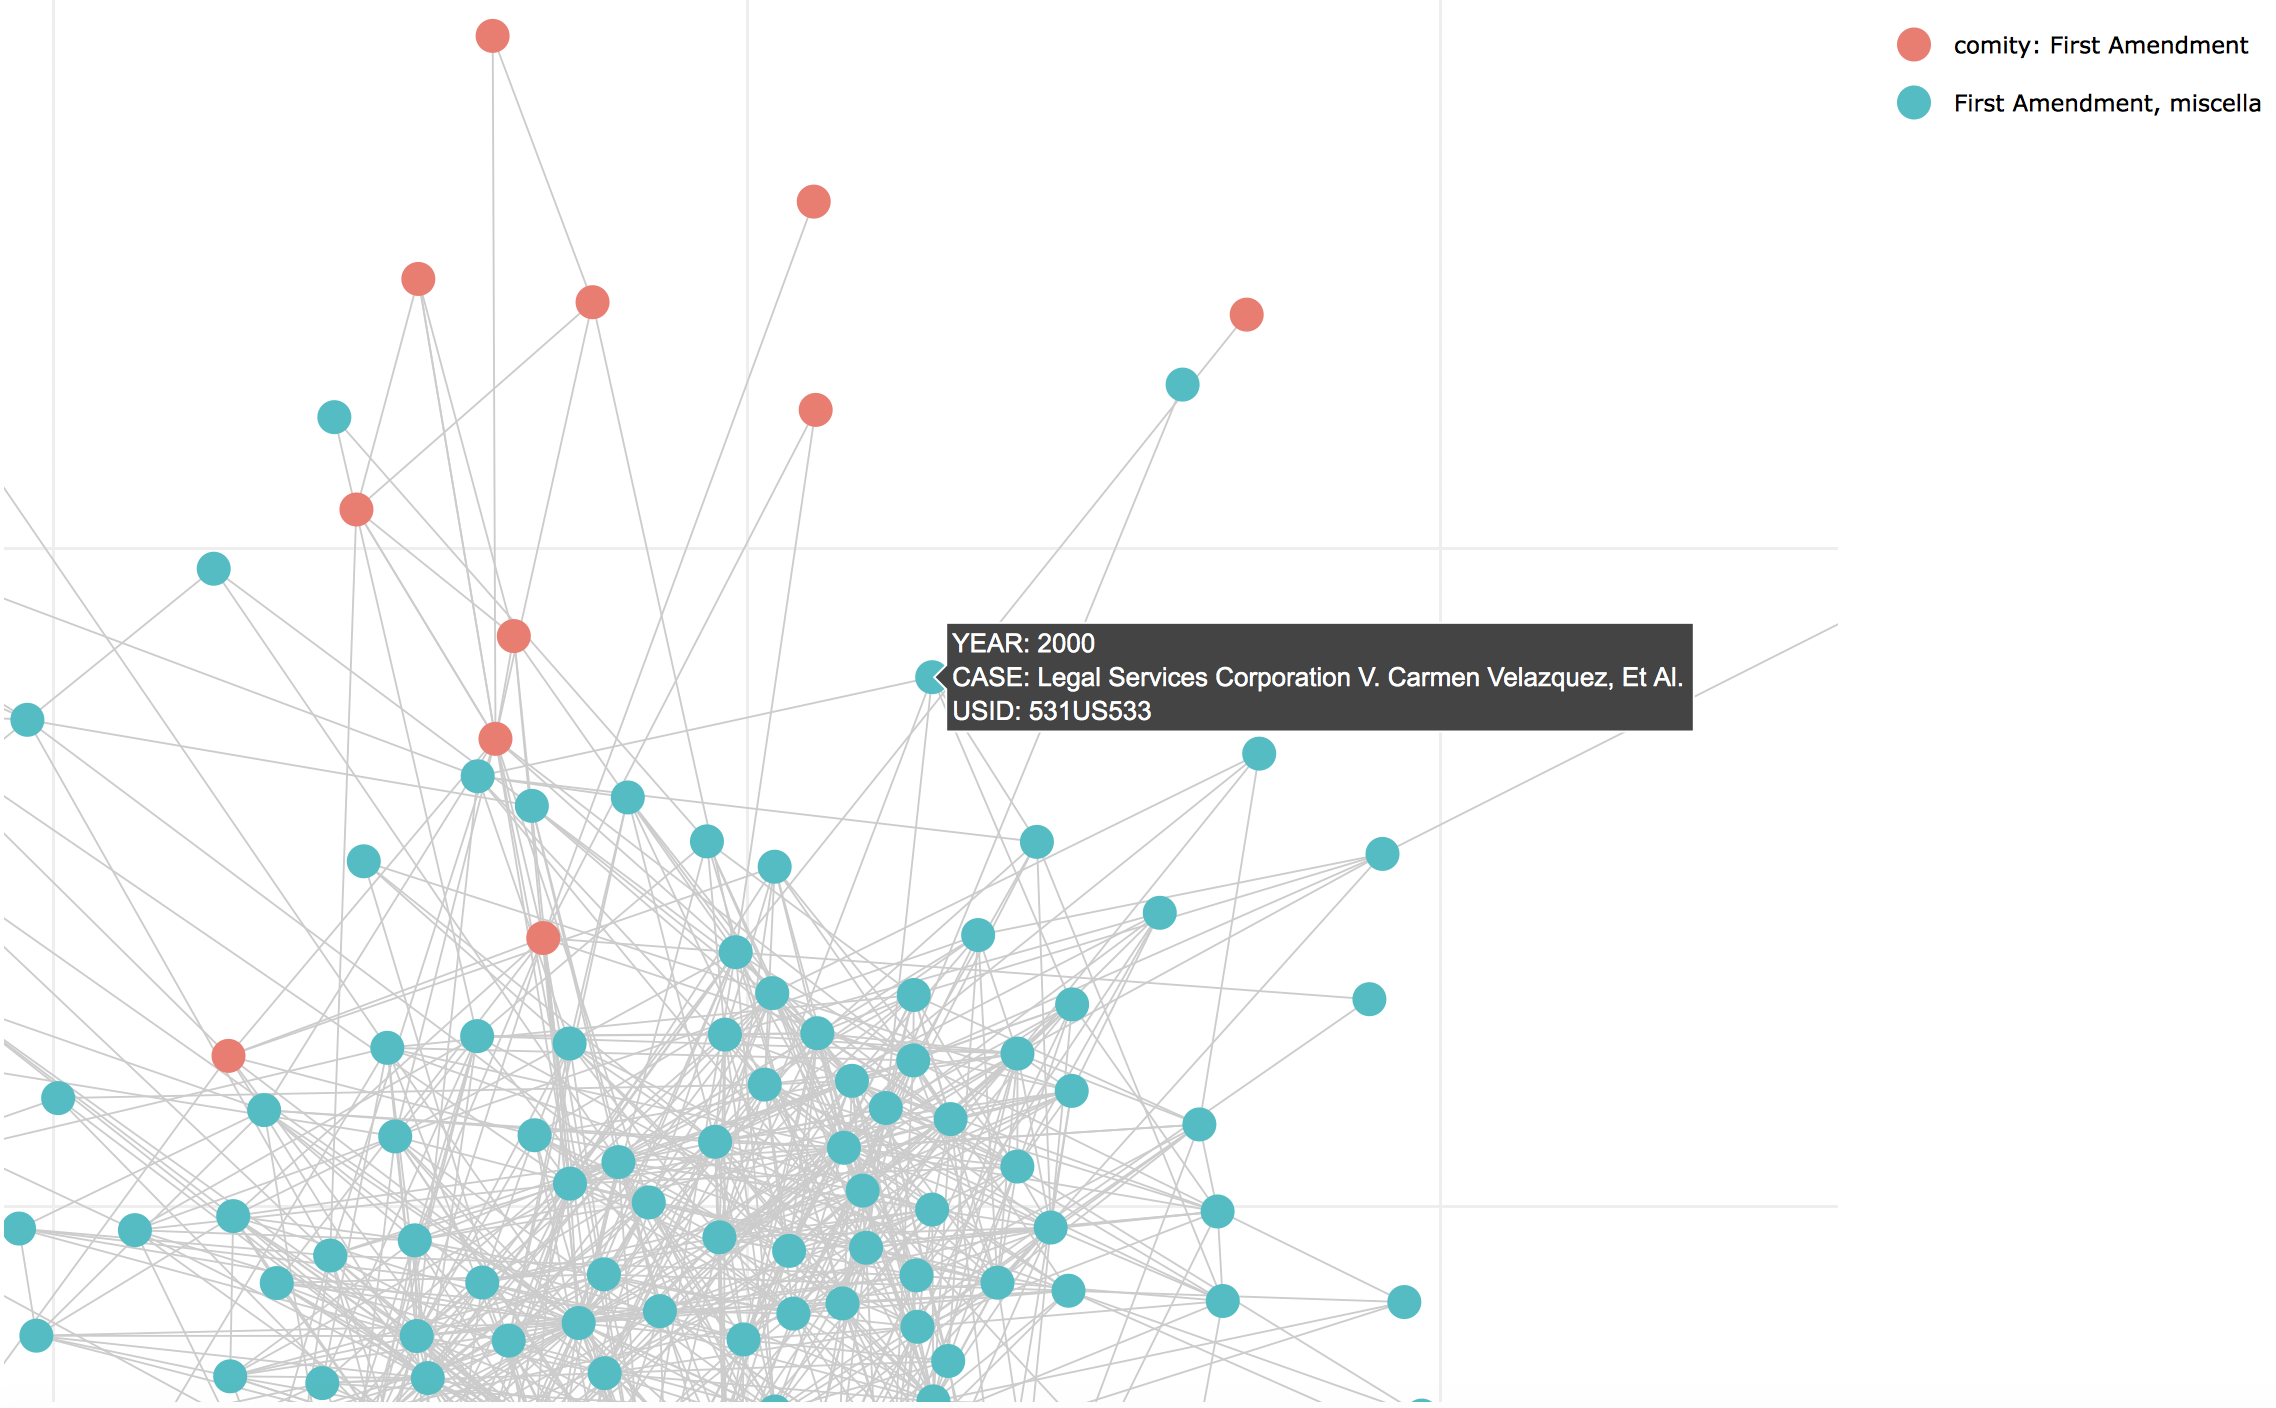 comity: First Amendment
First Amendment, miscella
YEAR: 2000
CASE: Legal Services Corporation V. Carmen Velazquez, Et Al.
USID: 531US533